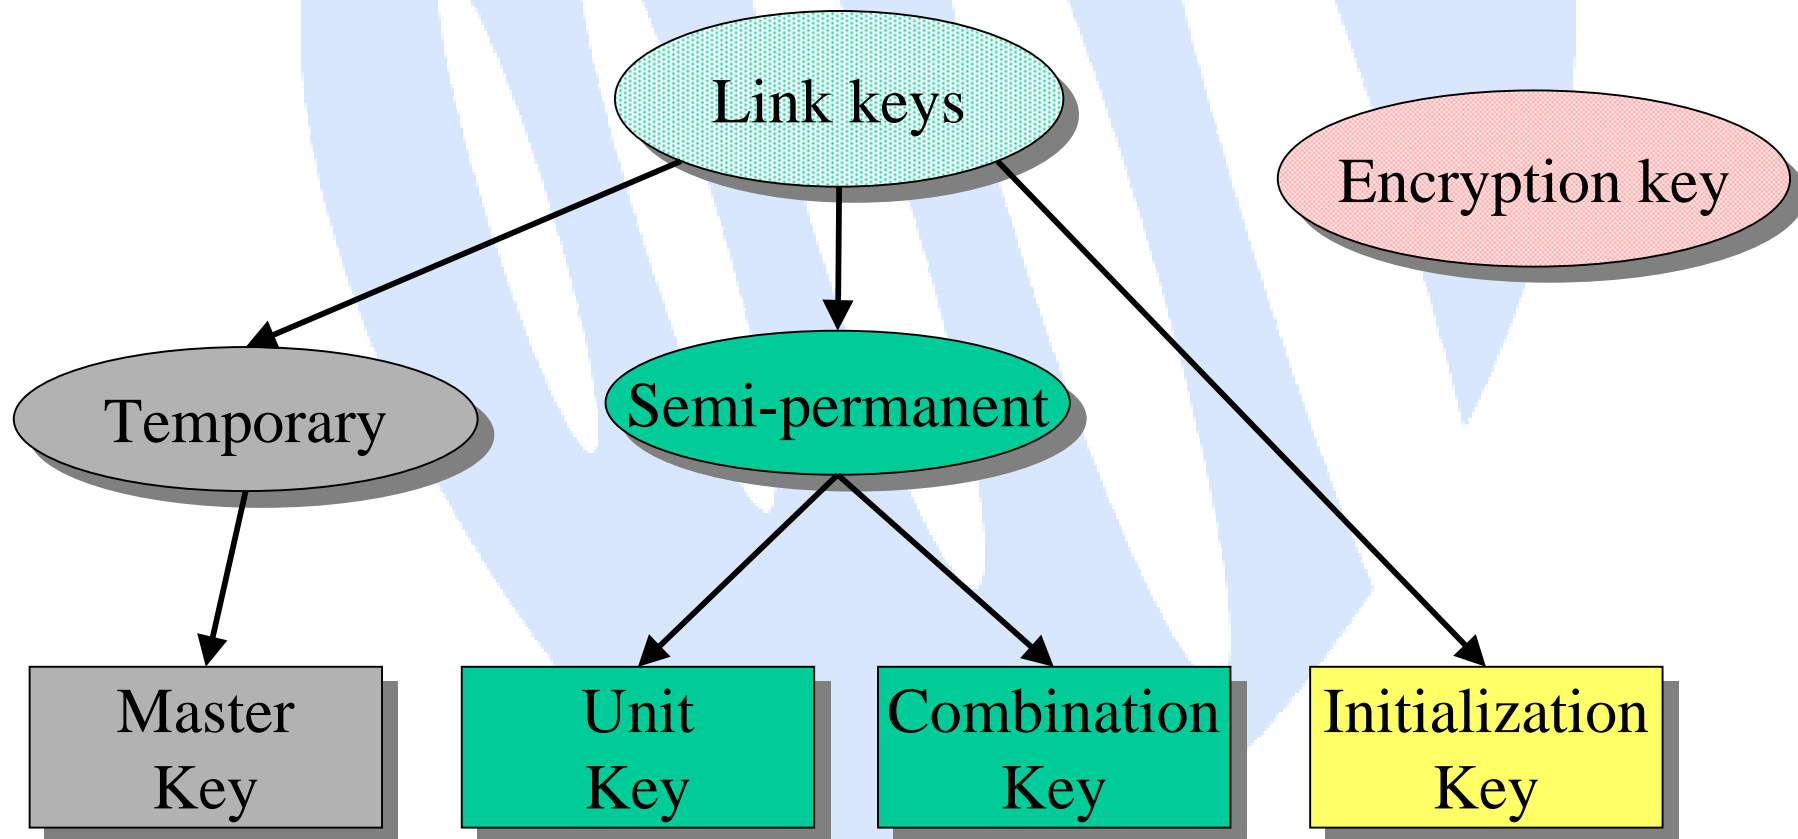 Link keys
Encryption key
Temporary
Semi-permanent
Master
Key
Unit
Key
Combination
Key
Initialization
Key